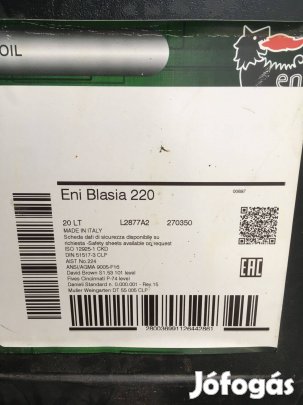 OIL
en
Eni Blasia 220
00687
20 LT L2877A2 270350
MADE IN ITALY
Schede dati di sicurezza disponibile su
richiesta -Safety sheets available on request
ISO 12925-1 CKD
DIN 51517-3 CLP
AIST No.224
ANSI/AGMA 9005-F16
David Brown S1.53.101 level
Fives Cincinnati P-74 level
Danieli Standard n. 0.000.001 - Rev.15
Muller Weingarten DT 55 005 CLP
EAC
Jófogás